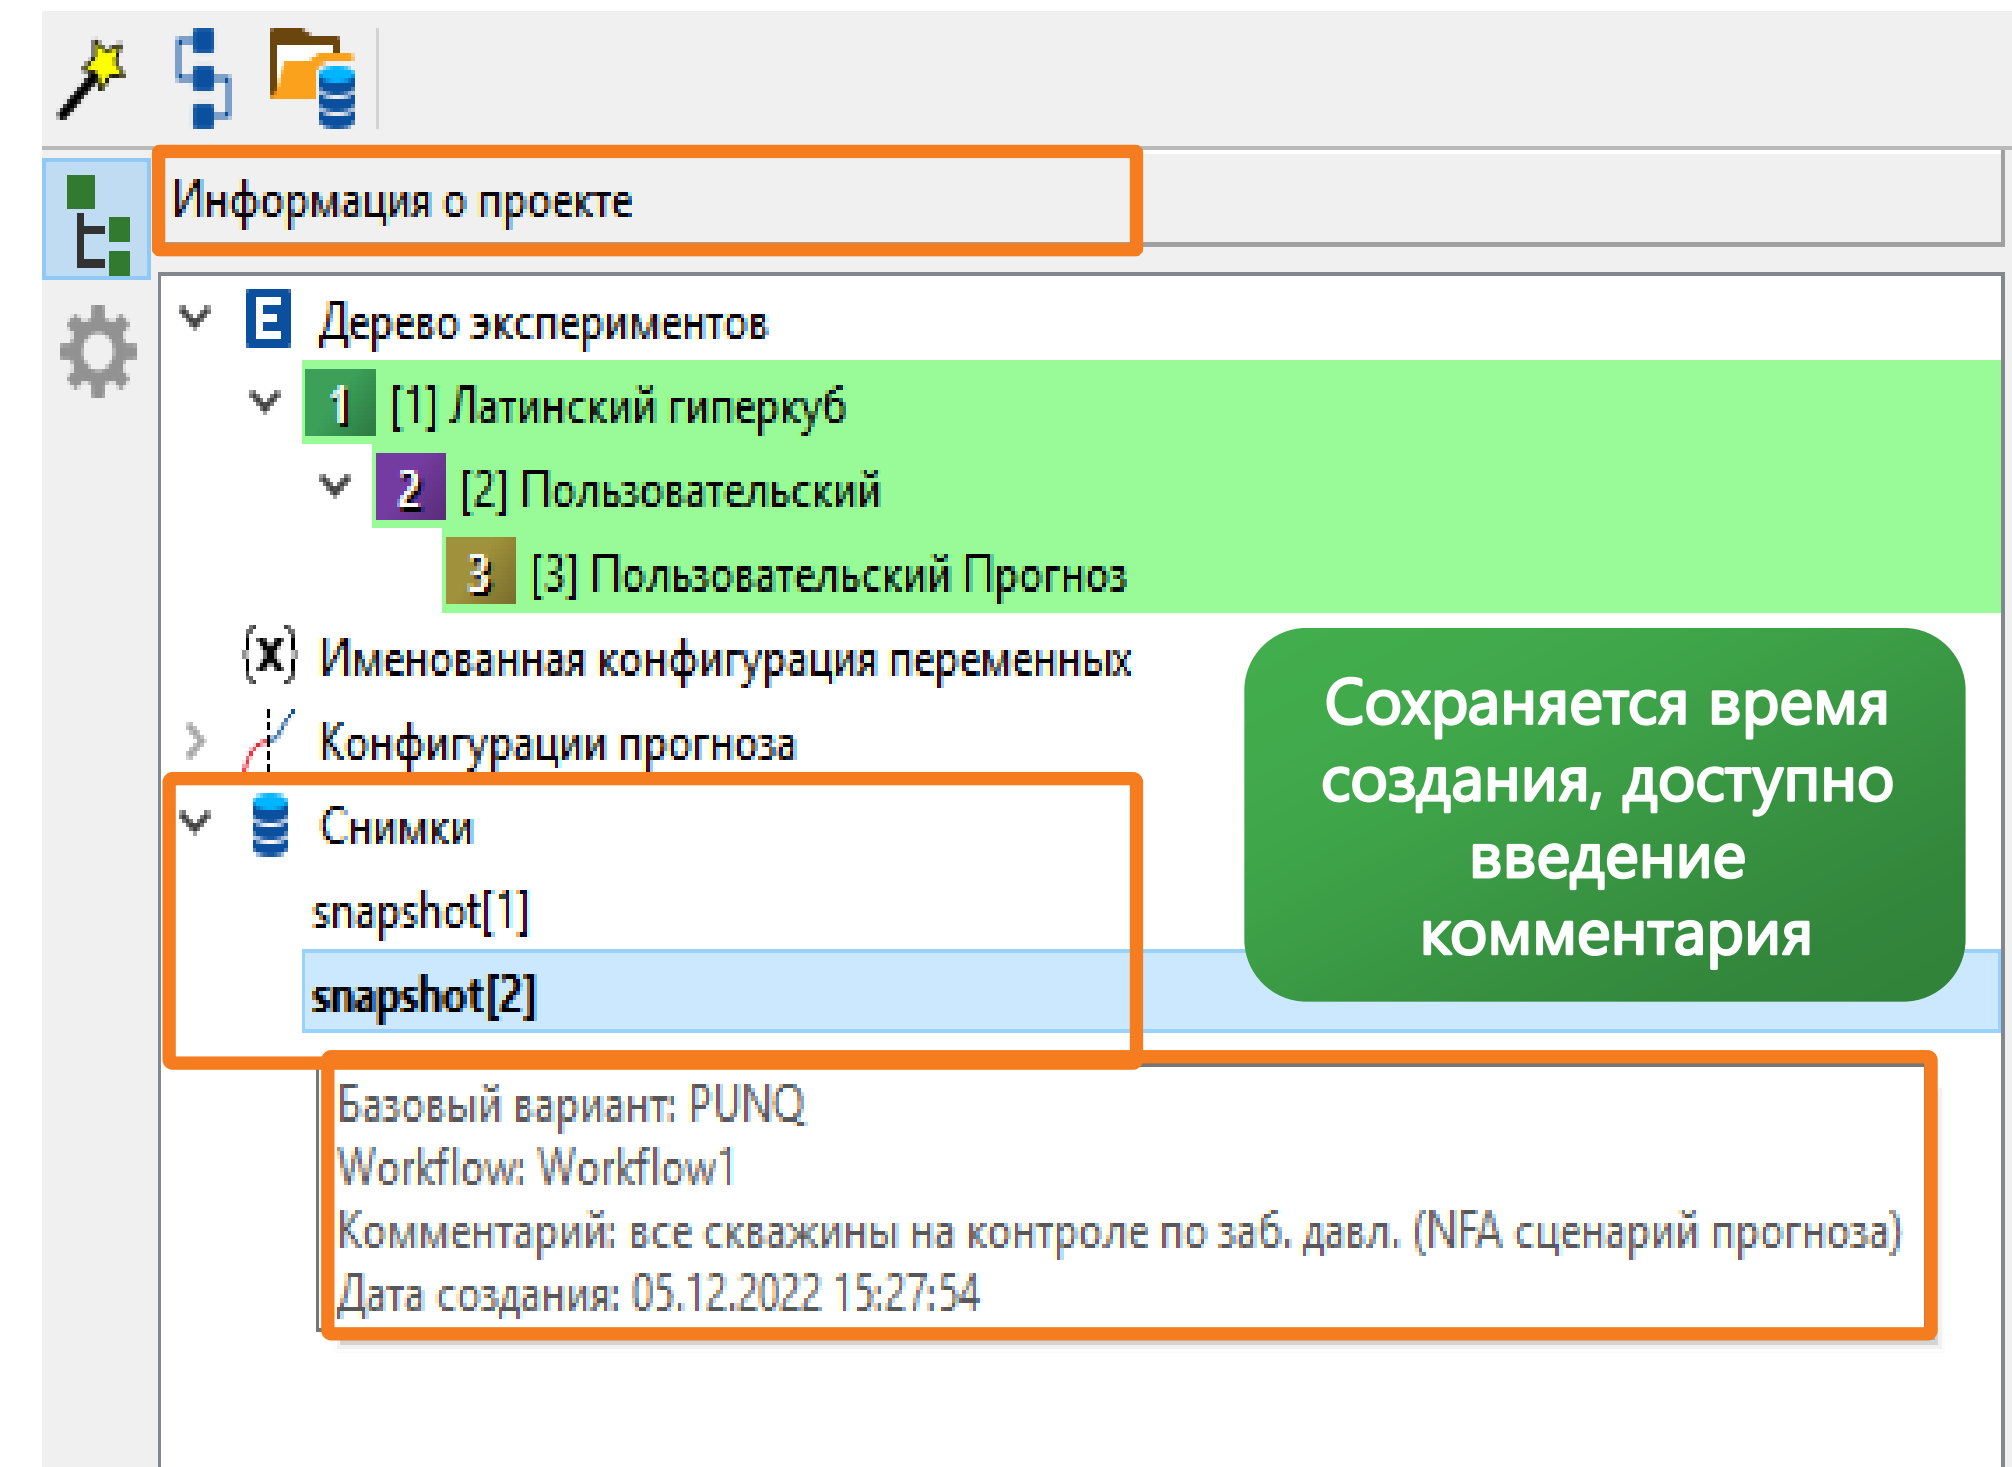 Информация о проекте
E Дерево экспериментов
1 [1] Латинский гиперкуб
2 [2] Пользовательский
3 [3] Пользовательский Прогноз
{x} Именованная конфигурация переменных
Конфигурации прогноза
Снимки
snapshot[1]
snapshot[2]
Сохраняется время
создания, доступно
введение
комментария
Базовый вариант: PUNQ
Workflow: Workflow1
Комментарий: все скважины на контроле по заб. давл. (NFA сценарий прогноза)
Дата создания: 05.12.2022 15:27:54